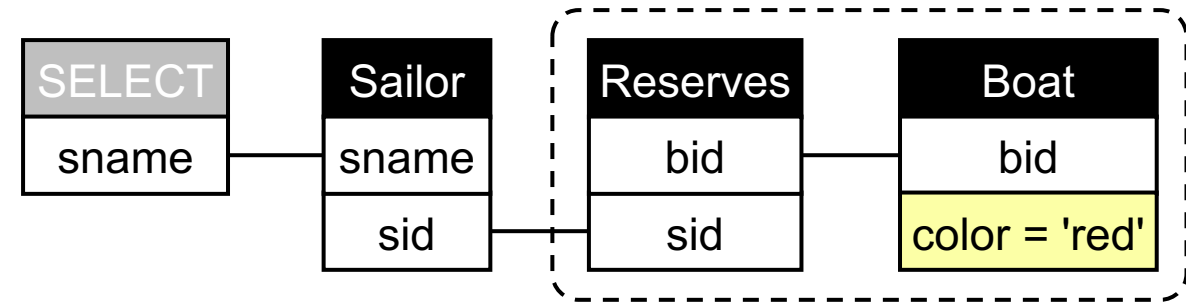 SELECT Sailor Reserves Boat
sname sname bid bid
sid sid color = 'red'